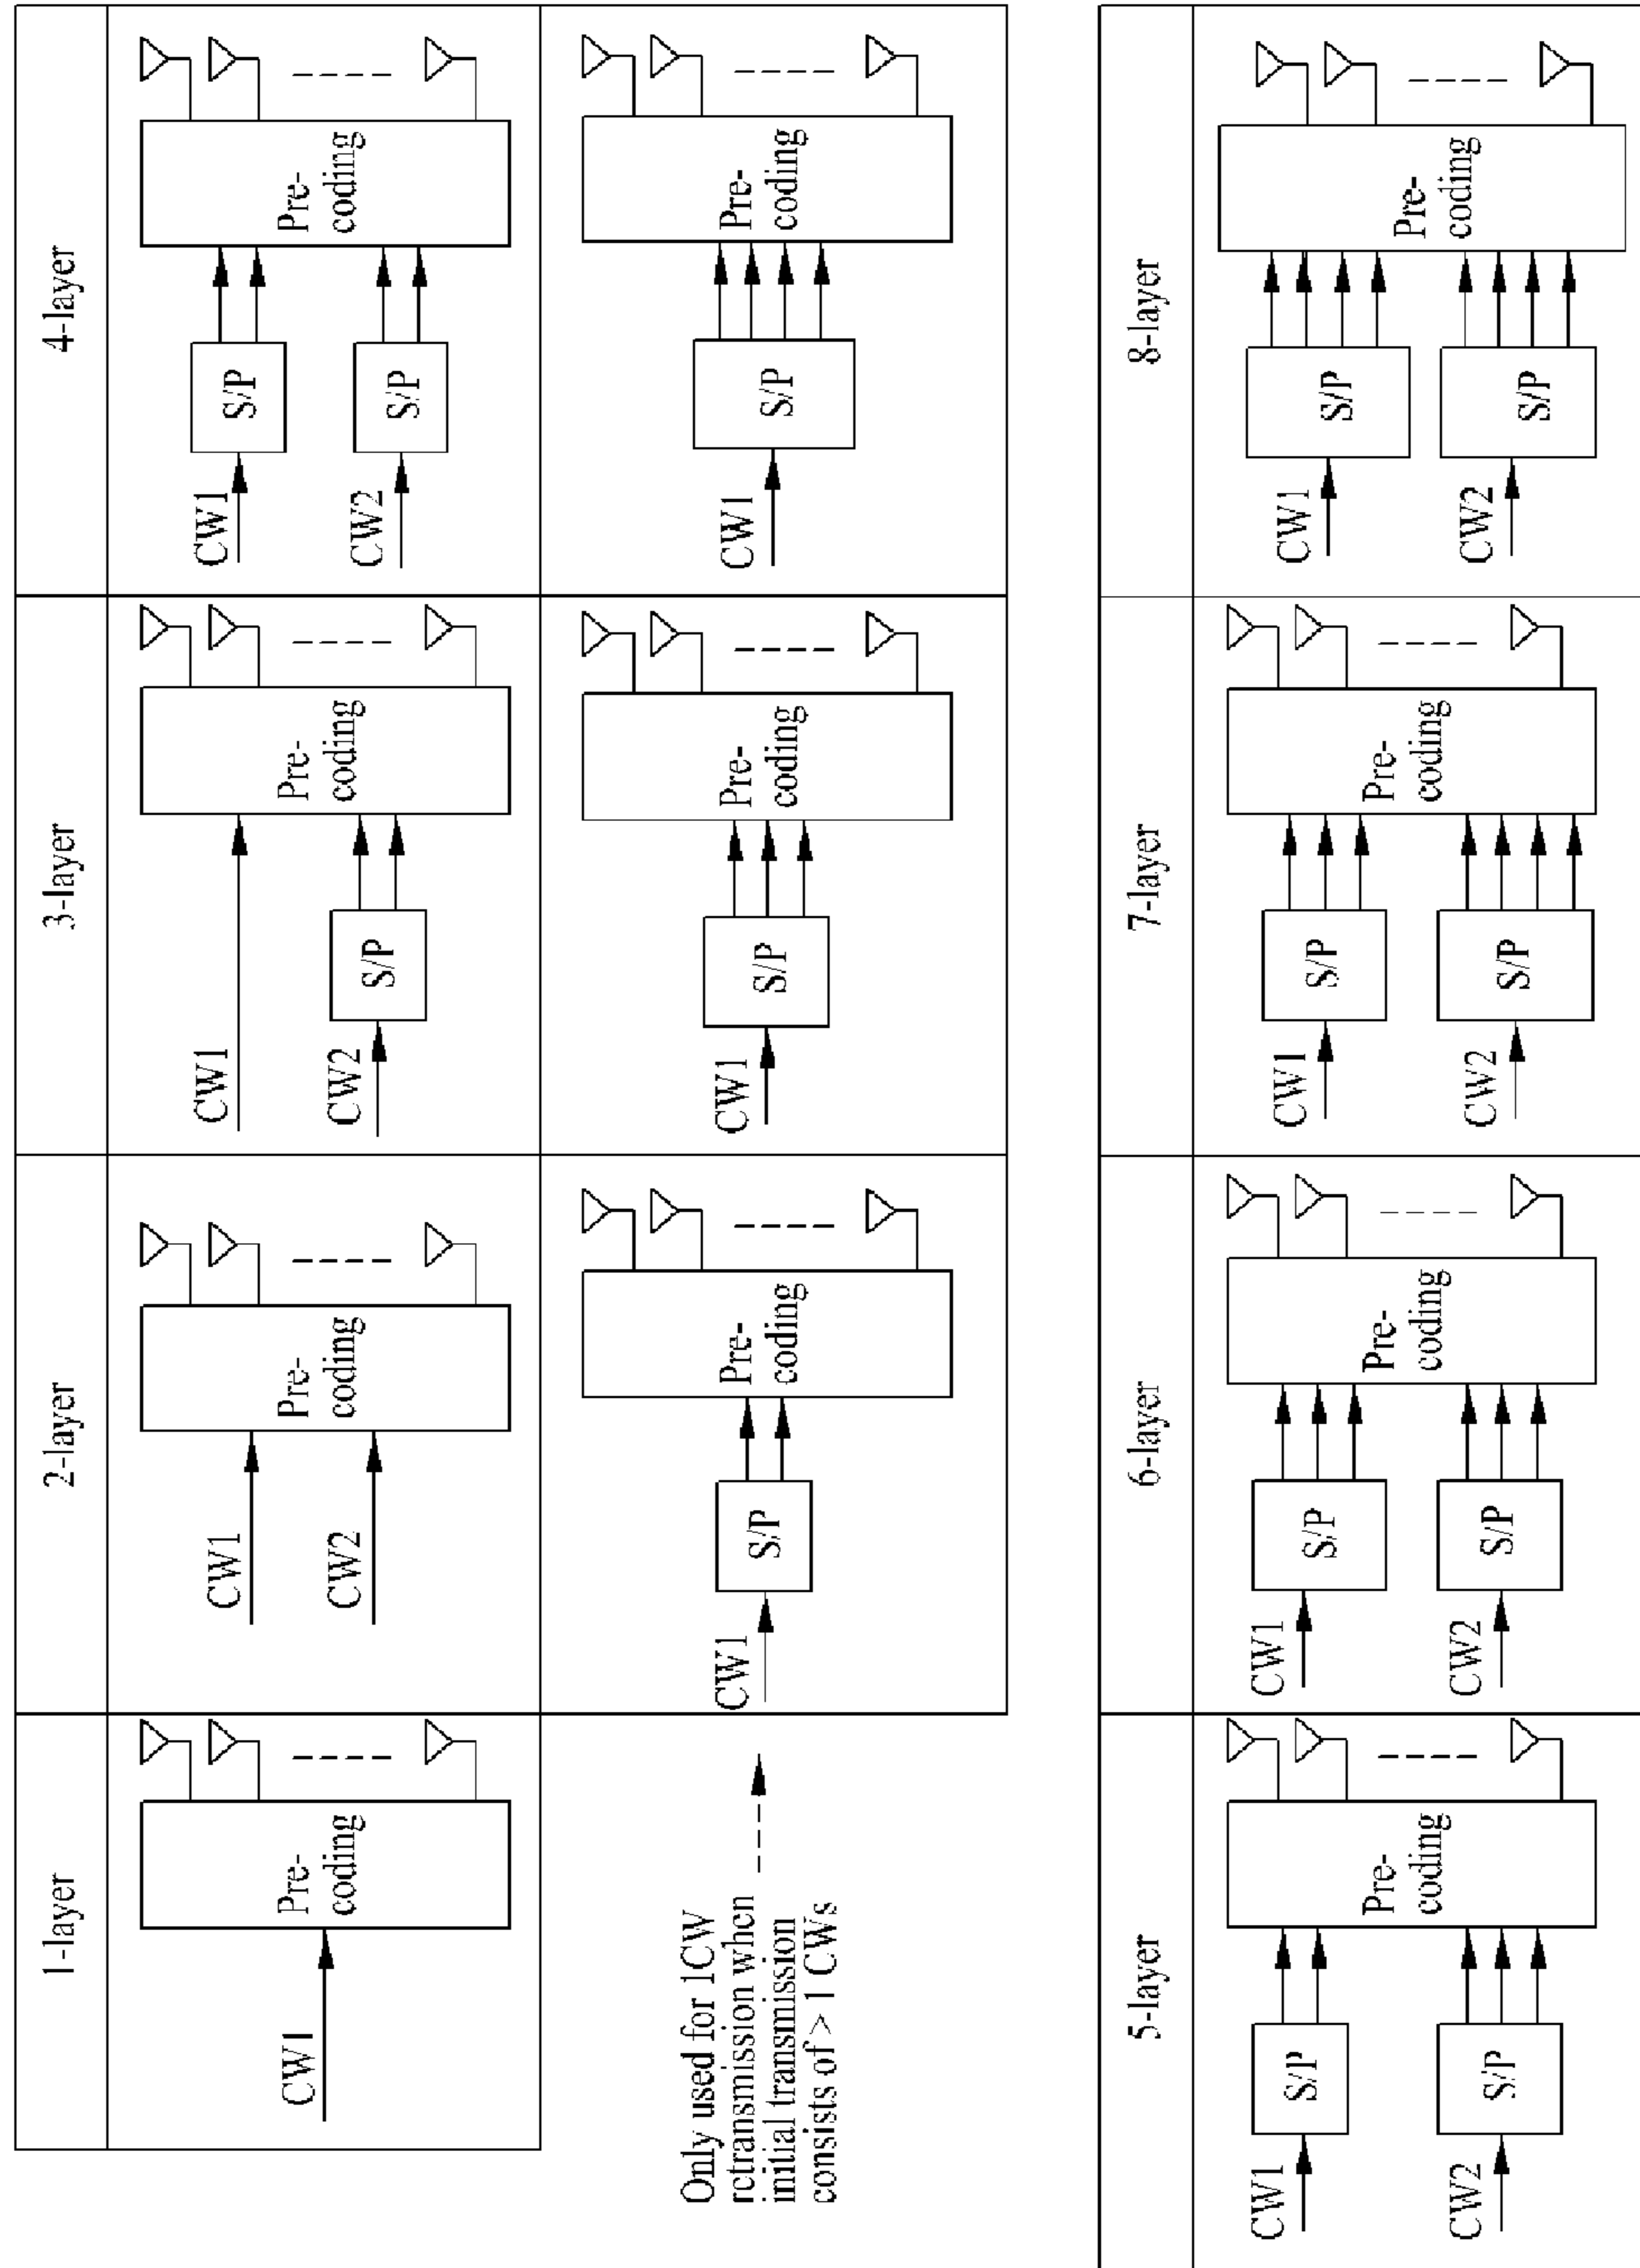 1-layer
2-layer
3-layer
4-layer
CW1
Pre-
coding
CW1
CW2
Pre-
coding
CW1
CW2
S/P
Pre-
coding
CW1
CW2
S/P
S/P
Pre-
coding
Only used for 1CW
retransmission when
initial transmission
consists of > 1 CWs
CW1
S/P
Pre-
coding
CW1
S/P
Pre-
coding
CW1
S/P
Pre-
coding
5-layer
6-layer
7-layer
8-layer
CW1
CW2
S/P
S/P
Pre-
coding
CW1
CW2
S/P
S/P
Pre-
coding
CW1
CW2
S/P
S/P
Pre-
coding
CW1
CW2
S/P
S/P
Pre-
coding